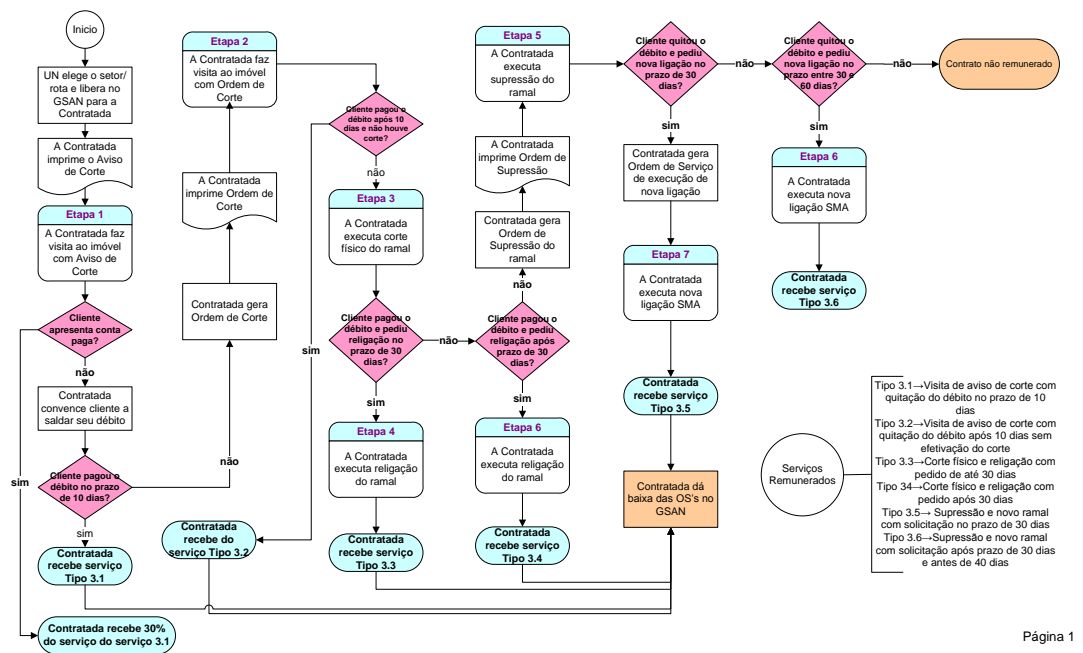 Inicio
UN elege o setor/
rota e libera no
GSAN para a
Contratada
A Contratada
imprime o Aviso
de Corte
Etapa 1
A Contratada faz
visita ao imóvel
com Aviso de
Corte
Cliente
apresenta conta
paga?
não
Contratada
convence cliente a
saldar seu débito
sim
Cliente pagou o
débito no prazo
de 10 dias?
sim
Contratada
recebe serviço
Tipo 3.1
Contratada recebe 30%
do serviço do serviço 3.1
Etapa 2
A Contratada faz
visita ao imóvel
com Ordem de
Corte
A Contratada
imprime Ordem de
Corte
Contratada gera
Ordem de Corte
não
Contratada
recebe do
serviço Tipo 3.2
Cliente pagou o
débito após 10
dias e não houve
corte?
sim
não
Etapa 3
A Contratada
executa corte
físico do ramal
Cliente pagou o
débito e pediu
religação no
prazo de 30
dias?
não
sim
Etapa 4
A Contratada
executa religação
do ramal
Contratada
recebe serviço
Tipo 3.3
Etapa 5
A Contratada
executa
supressão do
ramal
A Contratada
imprime Ordem de
Supressão
Contratada gera
Ordem de
Supressão do
ramal
não
Cliente pagou o
débito e pediu
religação após
prazo de 30
dias?
sim
Etapa 6
A Contratada
executa religação
do ramal
Contratada
recebe serviço
Tipo 3.4
Cliente quitou o
débito e pediu
nova ligação no
prazo de 30
dias?
não
sim
Contratada gera
Ordem de Serviço
de execução de
nova ligação
Etapa 7
A Contratada
executa nova
ligação SMA
Contratada
recebe serviço
Tipo 3.5
Contratada dá
baixa das OS's no
GSAN
Cliente quitou o
débito e pediu
nova ligação no
prazo entre 30 e
60 dias?
não
sim
Etapa 6
A Contratada
executa nova
ligação SMA
Contratada
recebe serviço
Tipo 3.6
Contrato não remunerado
Serviços
Remunerados
Tipo 3.1→Visita de aviso de corte com
quitação do débito no prazo de 10
dias
Tipo 3.2→Visita de aviso de corte com
quitação do débito após 10 dias sem
efetivação do corte
Tipo 3.3→Corte físico e religação com
pedido de até 30 dias
Tipo 34→Corte físico e religação com
pedido após 30 dias
Tipo 3.5→ Supressão e novo ramal
com solicitação no prazo de 30 dias
Tipo 3.6→Supressão e novo ramal
com solicitação após prazo de 30 dias
e antes de 40 dias
Página 1